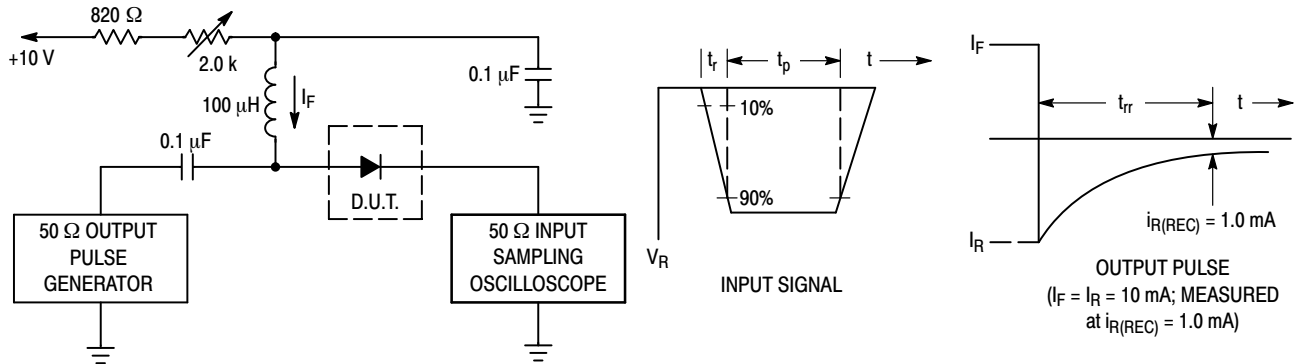 820 Ω
+10 V
2.0 k
100 μH
I_F
0.1 μF
0.1 μF
D.U.T.
50 Ω OUTPUT
PULSE
GENERATOR
50 Ω INPUT
SAMPLING
OSCILLOSCOPE
t_r
t_p
t
10%
90%
V_R
INPUT SIGNAL
I_F
t_rr
t
I_R
i_R(REC) = 1.0 mA
OUTPUT PULSE
(I_F = I_R = 10 mA; MEASURED
at i_R(REC) = 1.0 mA)